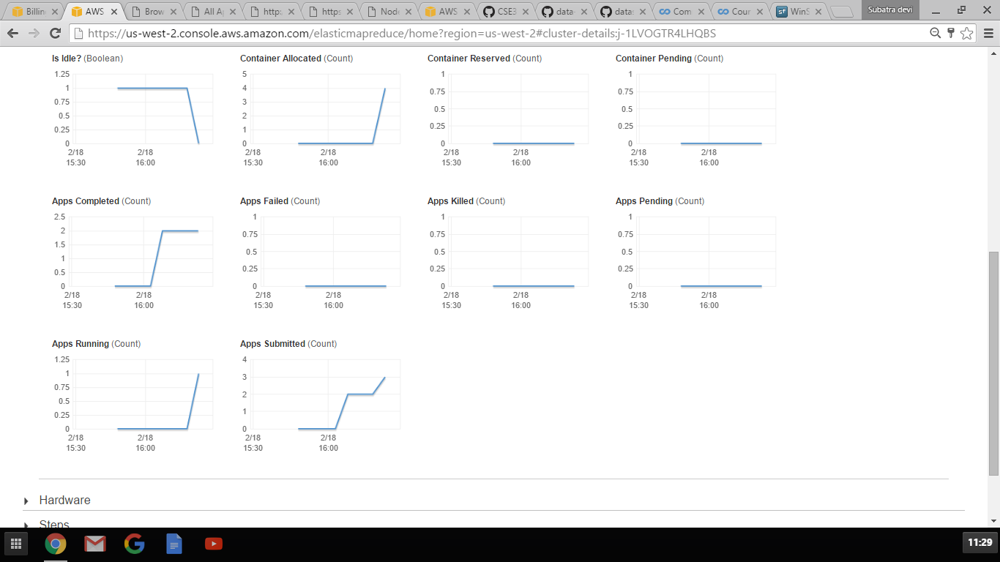 Billin AWS Brow All Ap http: https Node AWS CSE3 data- data: Com Cour WinS Subatra devi
https://us-west-2.console.aws.amazon.com/elasticmapreduce/home?region=us-west-2#cluster-details:j-1LVOGTR4LHQBS
Is Idle? (Boolean) Container Allocated (Count) Container Reserved (Count) Container Pending (Count)
1.25 5 1 1
1 4 0.75 0.75
0.75 3 0.5 0.5
0.5 2 0.25 0.25
0.25 1 0 0
0 0
2/18 2/18 2/18 2/18 2/18 2/18 2/18 2/18
15:30 16:00 15:30 16:00 15:30 16:00 15:30 16:00
Apps Completed (Count) Apps Failed (Count) Apps Killed (Count) Apps Pending (Count)
2.5 1 1 1
2 0.75 0.75 0.75
1.5 0.5 0.5 0.5
1 0.25 0.25 0.25
0.5 0 0 0
0
2/18 2/18 2/18 2/18 2/18 2/18 2/18 2/18
15:30 16:00 15:30 16:00 15:30 16:00 15:30 16:00
Apps Running (Count) Apps Submitted (Count)
1.25 4
1 3
0.75 2
0.5 1
0.25 0
0
2/18 2/18 2/18 2/18
15:30 16:00 15:30 16:00
Hardware
Steps
11:29